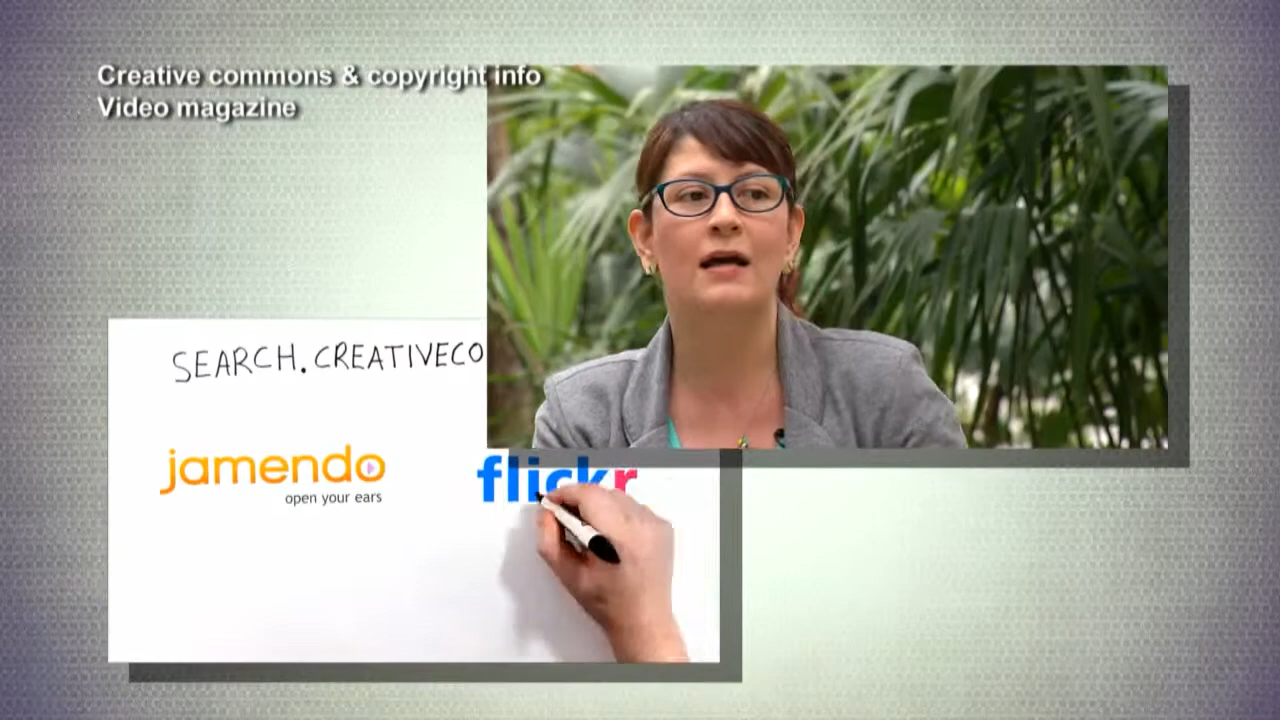 Creative commons & copyright info
Video magazine
SEARCH.CREATIVECO
jamendo
open your ears
flickr